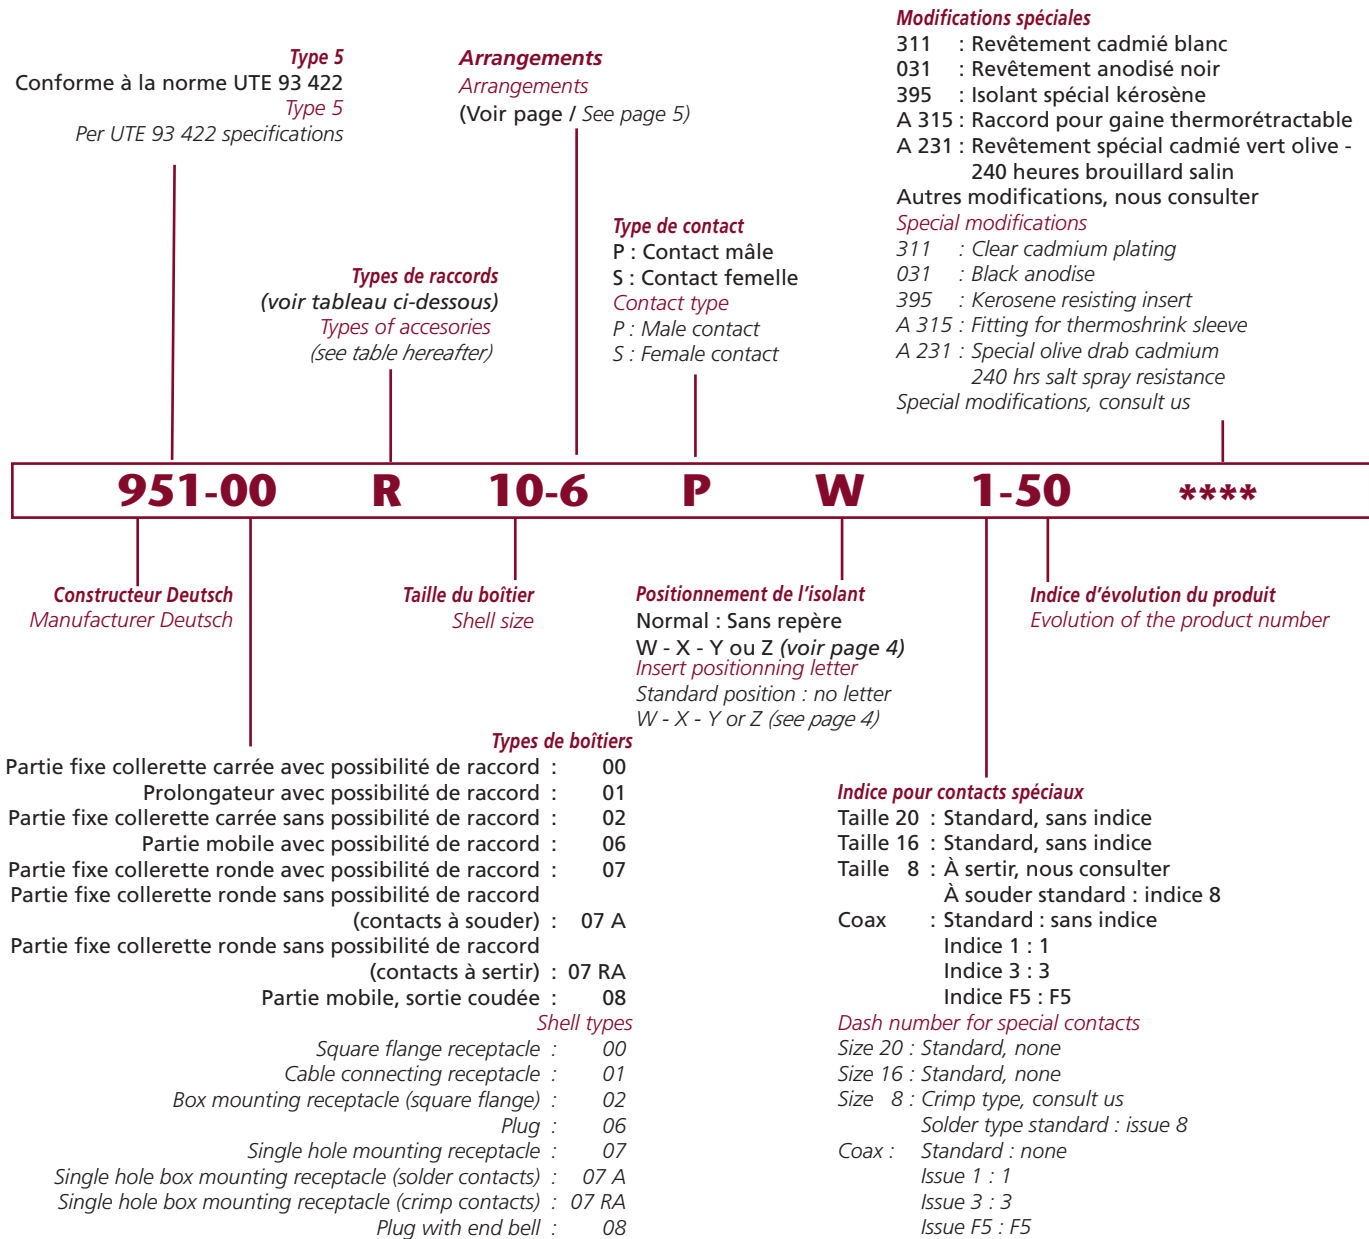 Type 5
Conforme à la norme UTE 93 422
Type 5
Per UTE 93 422 specifications
Arrangements
Arrangements
(Voir page / See page 5)
Types de raccords
(voir tableau ci-dessous)
Types of accesories
(see table hereafter)
Type de contact
P : Contact mâle
S : Contact femelle
Contact type
P : Male contact
S : Female contact
Modifications spéciales
311 : Revêtement cadmié blanc
031 : Revêtement anodisé noir
395 : Isolant spécial kérosène
A 315 : Raccord pour gaine thermorétractable
A 231 : Revêtement spécial cadmié vert olive -
240 heures brouillard salin
Autres modifications, nous consulter
Special modifications
311 : Clear cadmium plating
031 : Black anodise
395 : Kerosene resisting insert
A 315 : Fitting for thermoshrink sleeve
A 231 : Special olive drab cadmium
240 hrs salt spray resistance
Special modifications, consult us
951-00 R 10-6 P W 1-50 ****
Constructeur Deutsch
Manufacturer Deutsch
Taille du boîtier
Shell size
Positionnement de l'isolant
Normal : Sans repère
W - X - Y ou Z (voir page 4)
Insert positionning letter
Standard position : no letter
W - X - Y or Z (see page 4)
Indice d'évolution du produit
Evolution of the product number
Types de boîtiers
Partie fixe collerette carrée avec possibilité de raccord : 00
Prolongateur avec possibilité de raccord : 01
Partie fixe collerette carrée sans possibilité de raccord : 02
Partie mobile avec possibilité de raccord : 06
Partie fixe collerette ronde avec possibilité de raccord : 07
Partie fixe collerette ronde sans possibilité de raccord
(contacts à souder) : 07 A
Partie fixe collerette ronde sans possibilité de raccord
(contacts à sertir) : 07 RA
Partie mobile, sortie coudée : 08
Shell types
Square flange receptacle : 00
Cable connecting receptacle : 01
Box mounting receptacle (square flange) : 02
Plug : 06
Single hole mounting receptacle : 07
Single hole box mounting receptacle (solder contacts) : 07 A
Single hole box mounting receptacle (crimp contacts) : 07 RA
Plug with end bell : 08
Indice pour contacts spéciaux
Taille 20 : Standard, sans indice
Taille 16 : Standard, sans indice
Taille 8 : À sertir, nous consulter
À souder standard : indice 8
Coax : Standard : sans indice
Indice 1 : 1
Indice 3 : 3
Indice F5 : F5
Dash number for special contacts
Size 20 : Standard, none
Size 16 : Standard, none
Size 8 : Crimp type, consult us
Solder type standard : issue 8
Coax : Standard : none
Issue 1 : 1
Issue 3 : 3
Issue F5 : F5